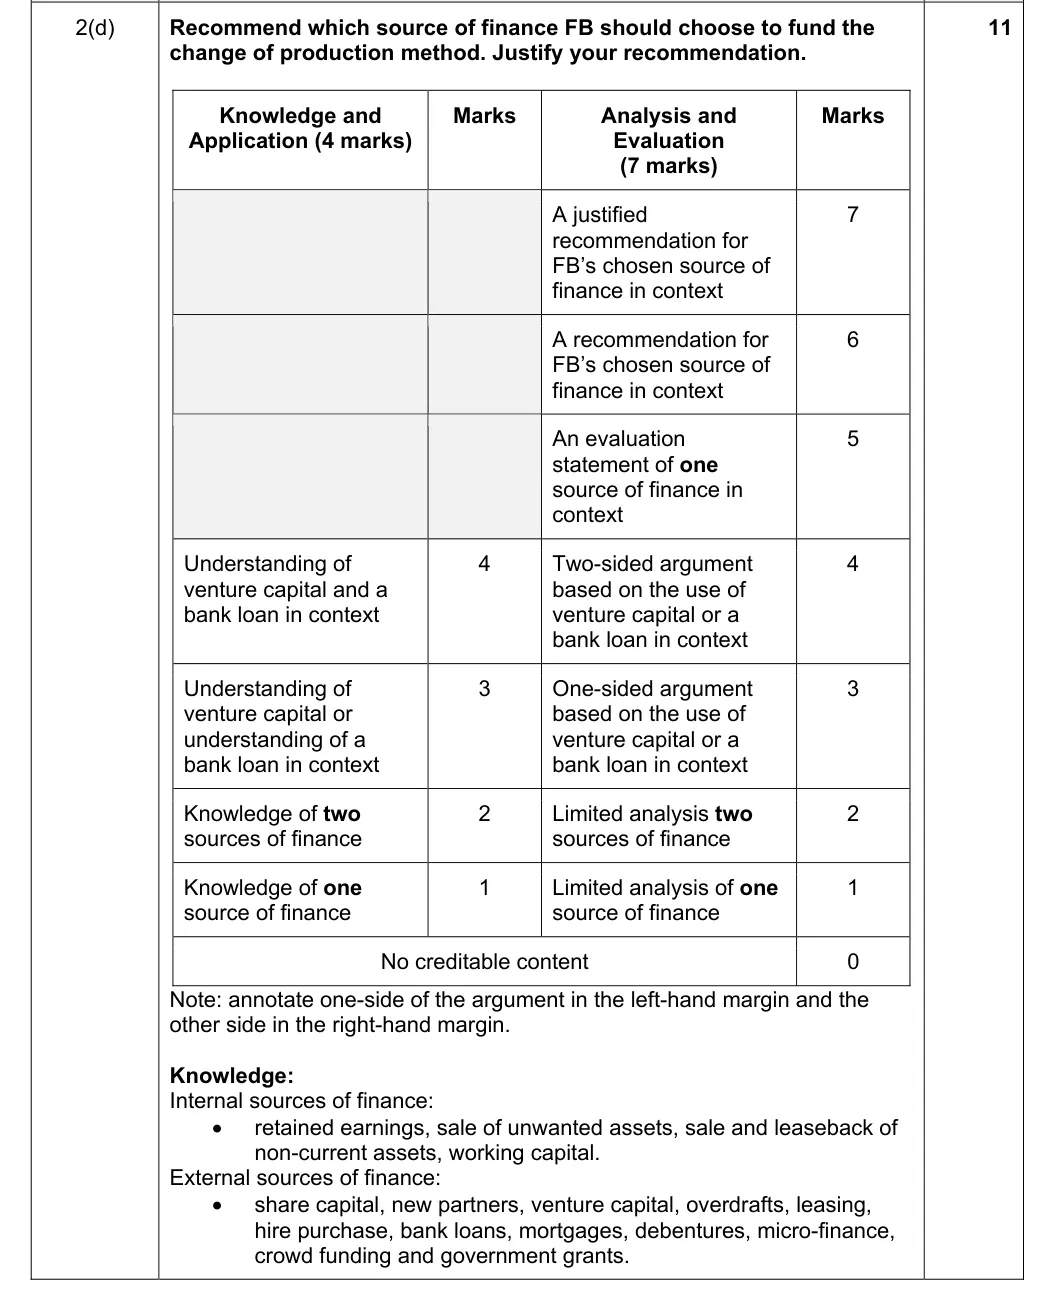 2(d)
Recommend which source of finance FB should choose to fund the
change of production method. Justify your recommendation.
11
Knowledge and
Application (4 marks)
Marks
Analysis and
Evaluation
(7 marks)
Marks
A justified
recommendation for
FB's chosen source of
finance in context
7
A recommendation for
FB's chosen source of
finance in context
6
An evaluation
statement of one
source of finance in
context
5
Understanding of
venture capital and a
bank loan in context
4
Two-sided argument
based on the use of
venture capital or a
bank loan in context
4
Understanding of
venture capital or
understanding of a
bank loan in context
3
One-sided argument
based on the use of
venture capital or a
bank loan in context
3
Knowledge of two
sources of finance
2
Limited analysis two
sources of finance
2
Knowledge of one
source of finance
1
Limited analysis of one
source of finance
1
No creditable content
0
Note: annotate one-side of the argument in the left-hand margin and the
other side in the right-hand margin.
Knowledge:
Internal sources of finance:
• retained earnings, sale of unwanted assets, sale and leaseback of
non-current assets, working capital.
External sources of finance:
• share capital, new partners, venture capital, overdrafts, leasing,
hire purchase, bank loans, mortgages, debentures, micro-finance,
crowd funding and government grants.